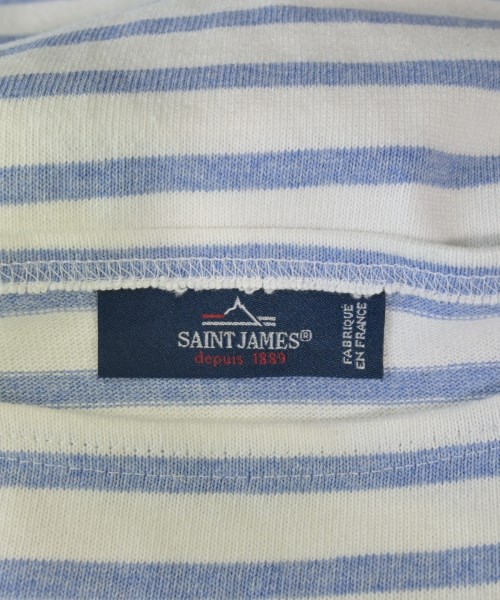 SAINT JAMES®
depuis 1889
FABRIQUÉ
EN FRANCE